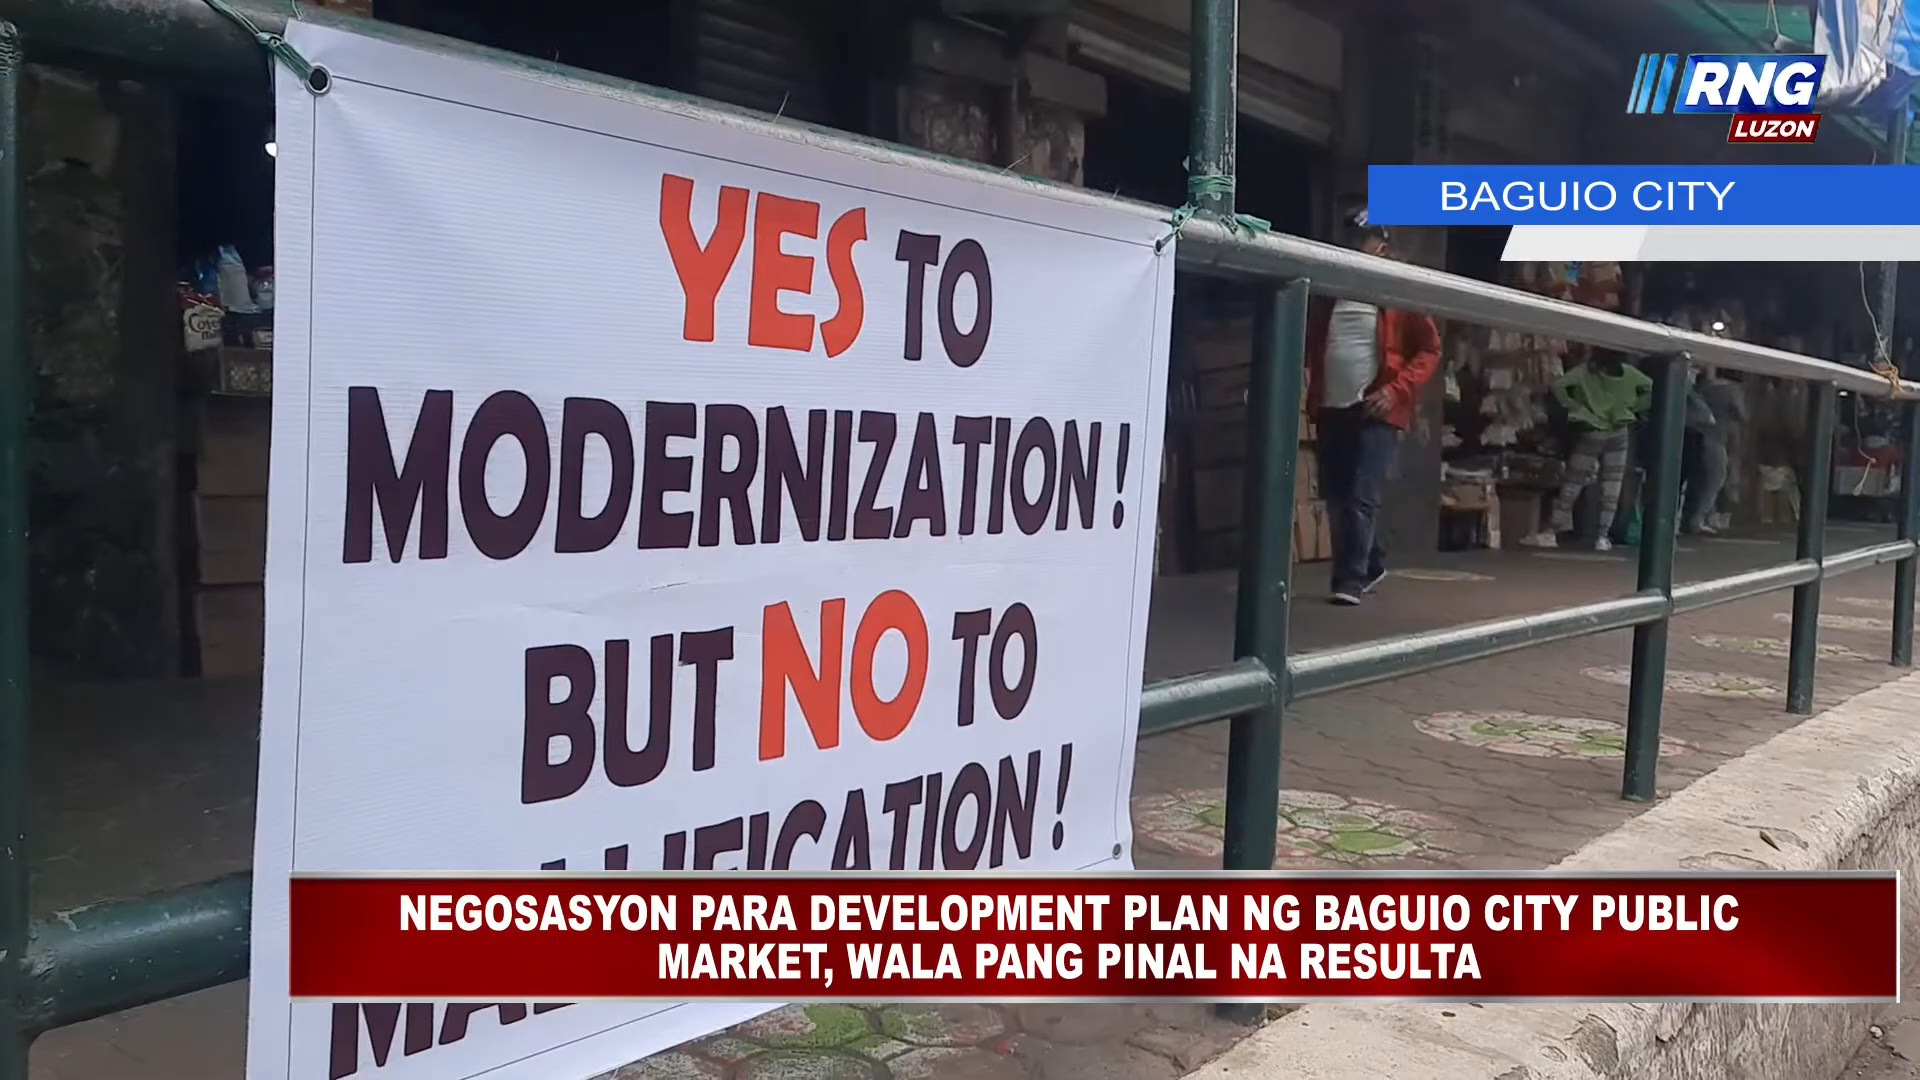 RNG
LUZON
BAGUIO CITY
YES TO
MODERNIZATION!
BUT NO TO
NEGOSASYON PARA DEVELOPMENT PLAN NG BAGUIO CITY PUBLIC
MARKET, WALA PANG PINAL NA RESULTA